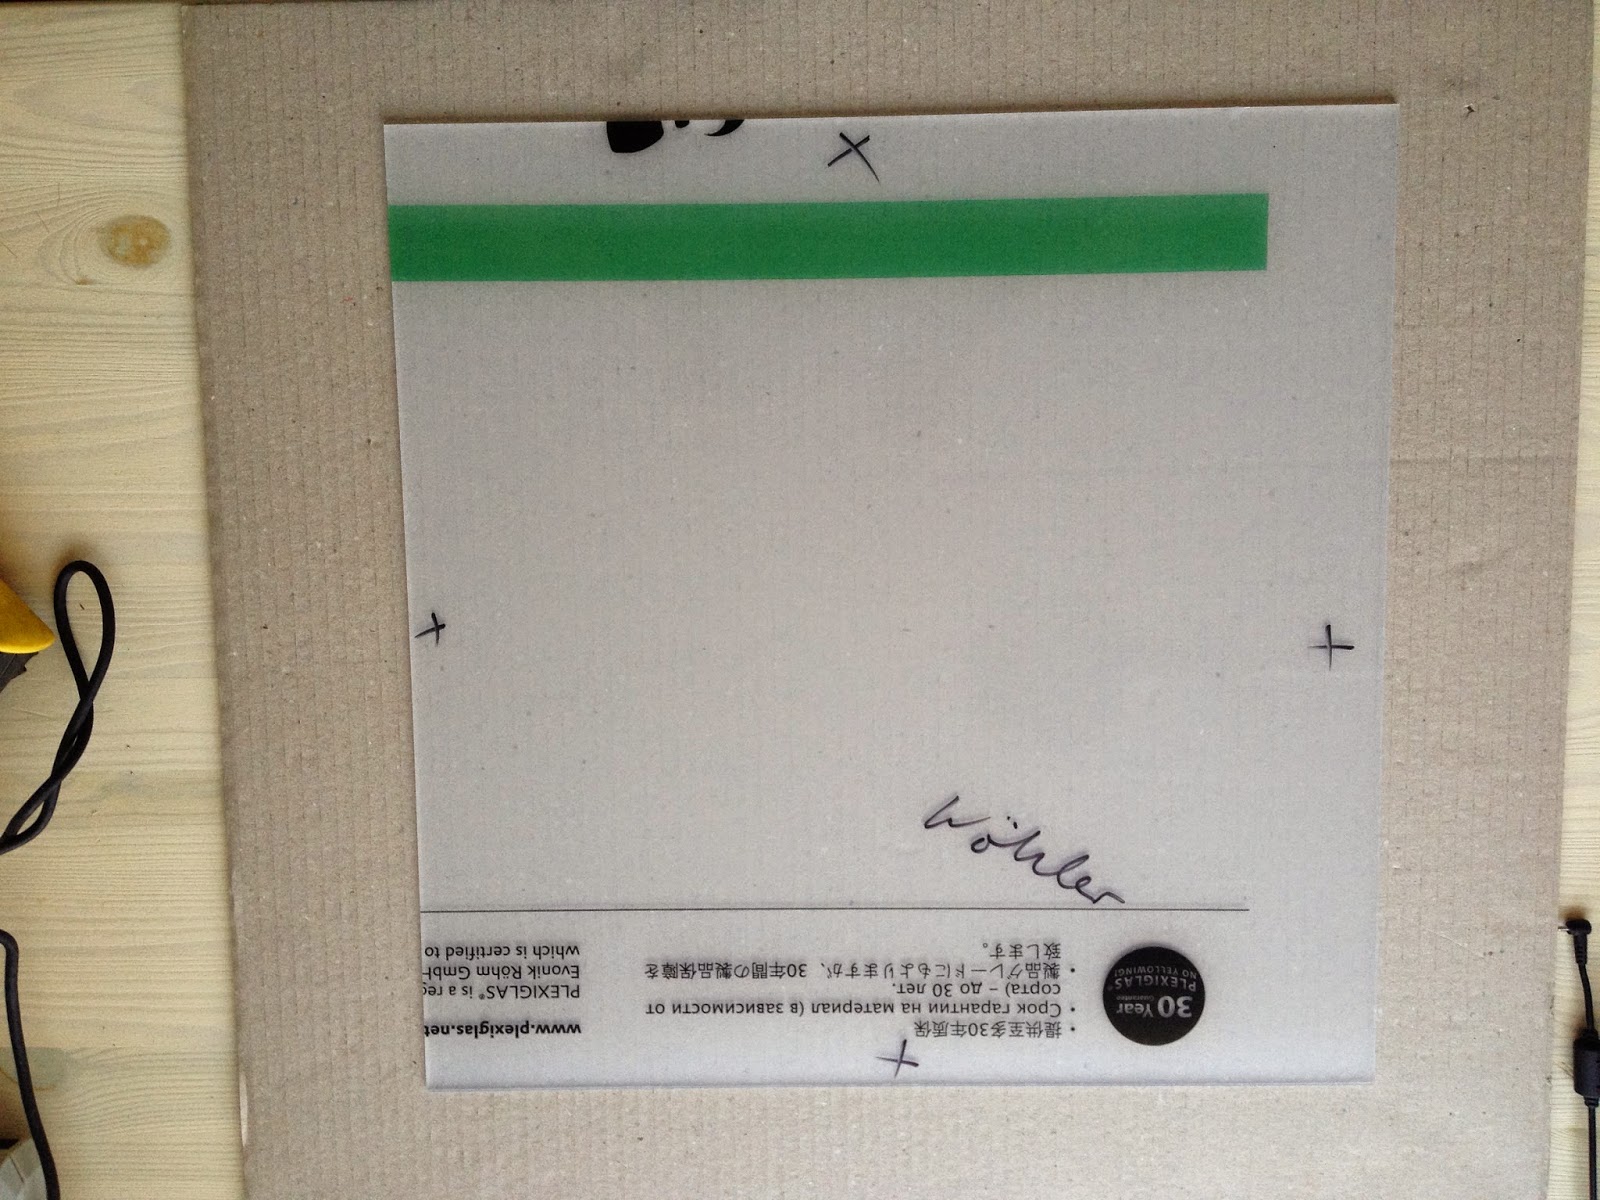 Wöhler
30 Year
Guarantee
PLEXIGLAS®
NO YELLOWING!
• 提供至多30年质保
• Срок гарантии на материал (в зависимости от
сорта) – до 30 лет.
• 製品グレードにもよりますが、30年間の製品保障を
致します。
www.plexiglas.net
PLEXIGLAS® is a reg
Evonik Röhm GmbH
which is certified to